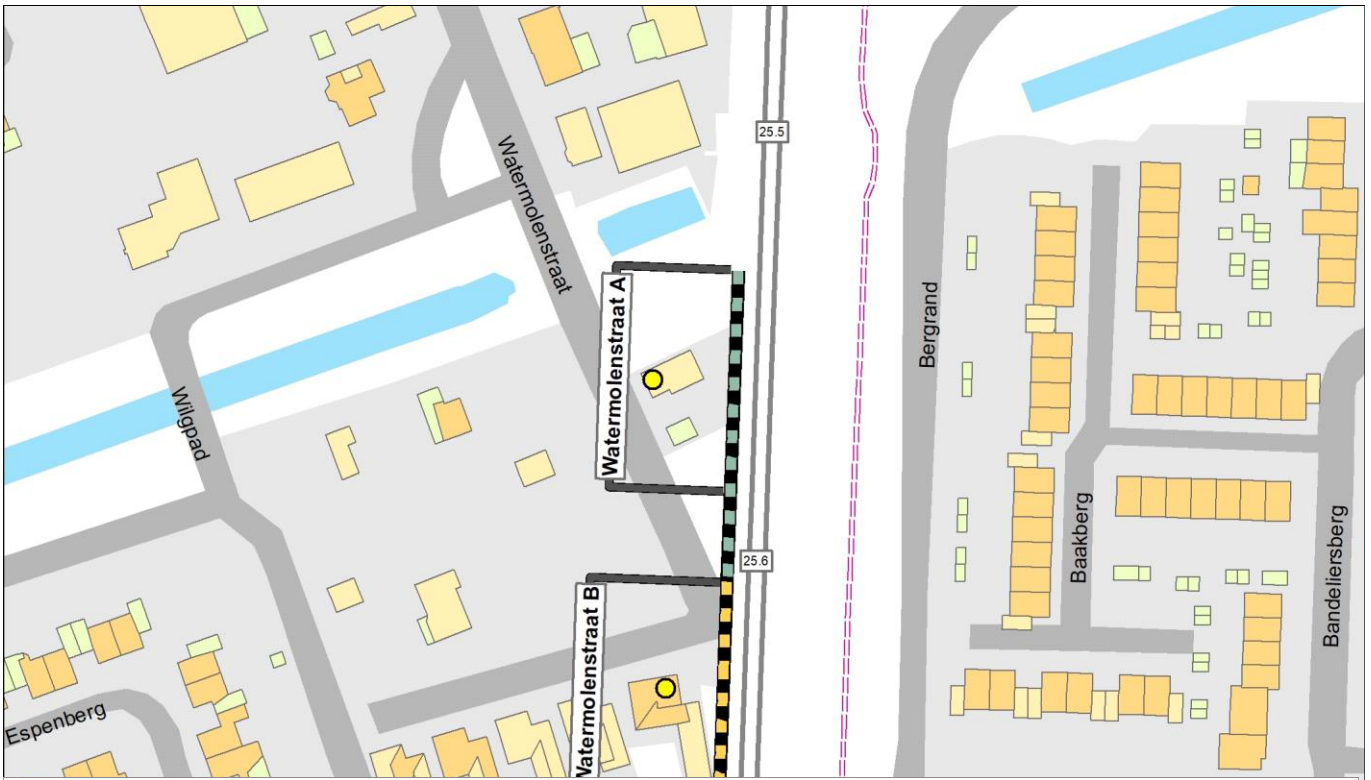 25.5
Watermolenstraat
Watermolenstraat A
Bergrand
Wilgpad
25.6
Baakberg
Watermolenstraat B
Bandeliersberg
Espenberg